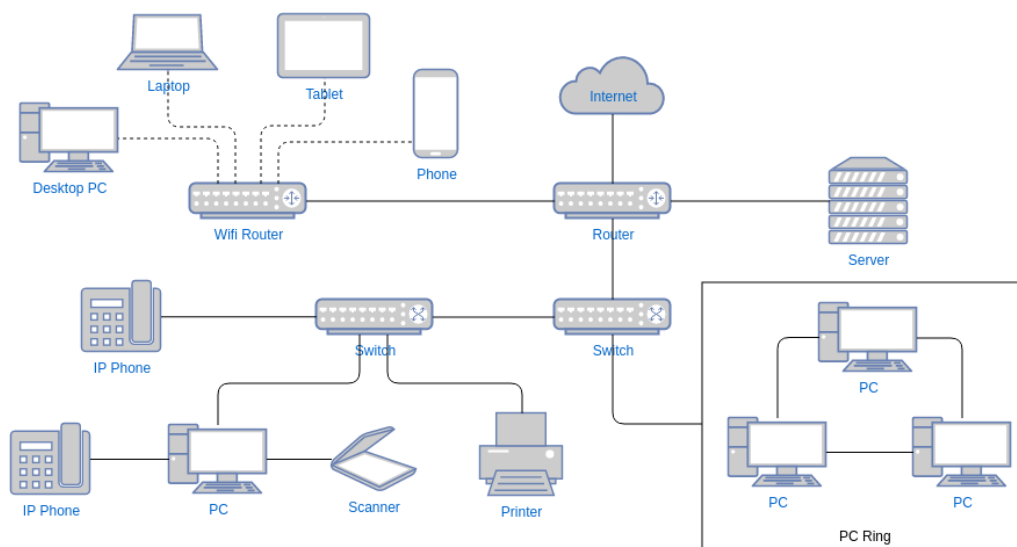 Laptop
Tablet
Internet
Phone
Desktop PC
Wifi Router
Router
Server
Switch
Switch
IP Phone
PC
PC
PC
IP Phone
PC
Scanner
Printer
PC Ring